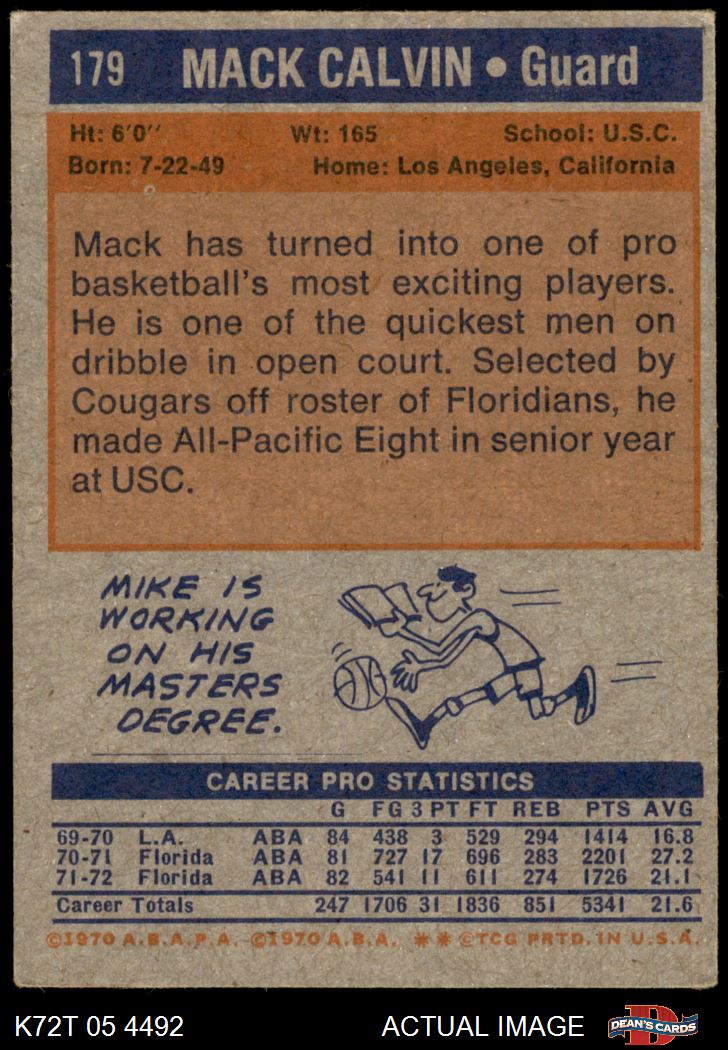 179 MACK CALVIN • Guard
Ht: 6'0'' Wt: 165 School: U.S.C.
Born: 7-22-49 Home: Los Angeles, California
Mack has turned into one of pro
basketball's most exciting players.
He is one of the quickest men on
dribble in open court. Selected by
Cougars off roster of Floridians, he
made All-Pacific Eight in senior year
at USC.
MIKE IS
WORKING
ON HIS
MASTERS
DEGREE.
CAREER PRO STATISTICS
G FG 3 PT FT REB PTS AVG
69-70 L.A. ABA 84 438 3 529 294 1414 16.8
70-71 Florida ABA 81 727 17 696 283 2201 27.2
71-72 Florida ABA 82 541 11 611 274 1726 21.1
Career Totals 247 1706 31 1836 851 5341 21.6
©1970 A.B.A.P.A. ©1970 A.B.A. ** ©TCG PRTD. IN U.S.A.
K72T 05 4492 ACTUAL IMAGE D DEAN'S CARDS